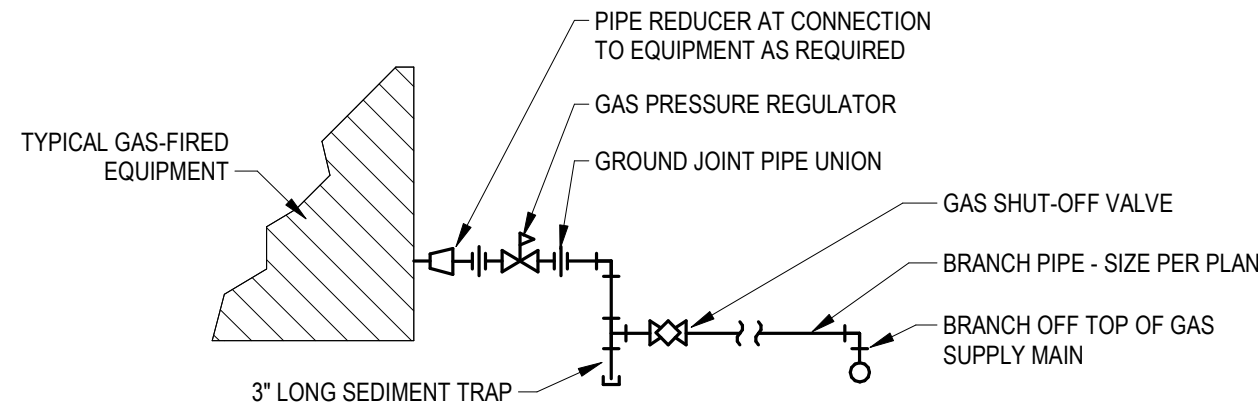 PIPE REDUCER AT CONNECTION
TO EQUIPMENT AS REQUIRED
GAS PRESSURE REGULATOR
TYPICAL GAS-FIRED
EQUIPMENT
GROUND JOINT PIPE UNION
GAS SHUT-OFF VALVE
BRANCH PIPE - SIZE PER PLAN
BRANCH OFF TOP OF GAS
SUPPLY MAIN
3" LONG SEDIMENT TRAP